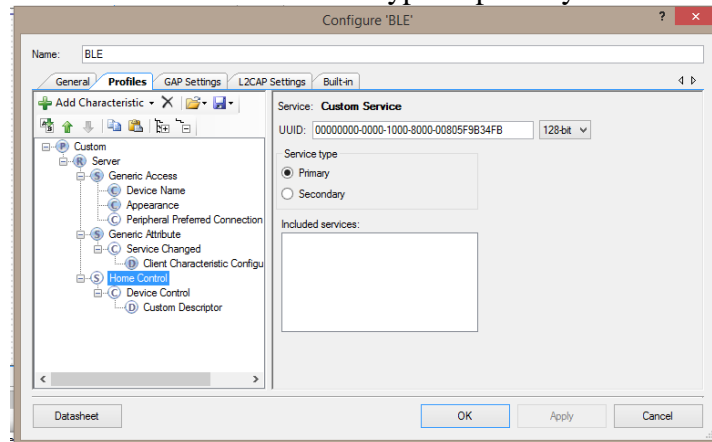 Configure 'BLE'
? ×
Name: BLE
General Profiles GAP Settings L2CAP Settings Built-in
Add Characteristic
Service: Custom Service
UUID: 00000000-0000-1000-8000-00805F9B34FB 128-bit
Service type
Primary
Secondary
Included services:
P Custom
R Server
S Generic Access
C Device Name
C Appearance
C Peripheral Preferred Connection
S Generic Attribute
C Service Changed
D Client Characteristic Configu
S Home Control
C Device Control
D Custom Descriptor
Datasheet OK Apply Cancel